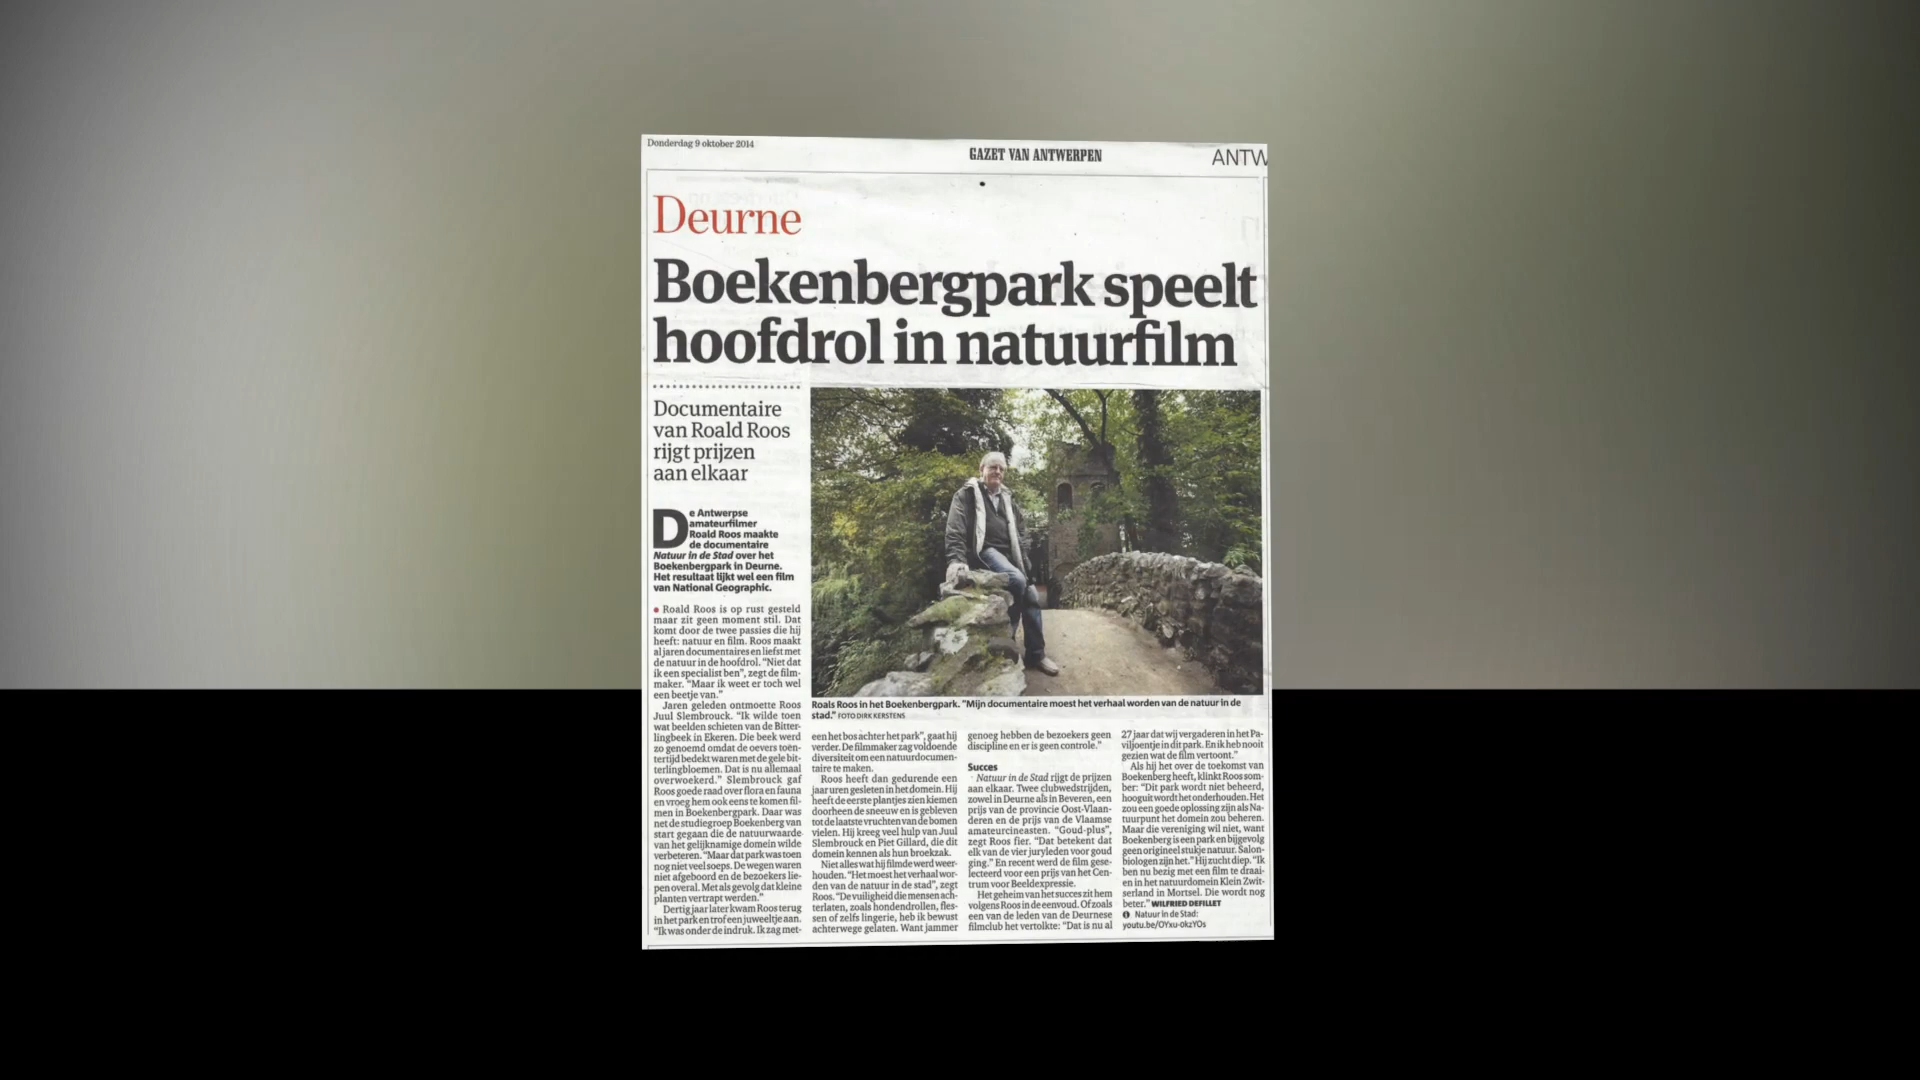 Donderdag 9 oktober 2014
GAZET VAN ANTWERPEN
ANTW
Deurne
Boekenbergpark speelt
hoofdrol in natuurfilm
Documentaire
van Roald Roos
rijgt prijzen
aan elkaar
De Antwerpse
amateurfilmer
Roald Roos maakte
de documentaire
Natuur in de Stad over het
Boekenbergpark in Deurne.
Het resultaat lijkt wel een film
van National Geographic.
• Roald Roos is op rust gesteld
maar zit geen moment stil. Dat
komt door de twee passies die hij
heeft: natuur en film. Roos maakt
al jaren documentaires en liefst met
de natuur in de hoofdrol. "Niet dat
ik een specialist ben", zegt de film-
maker. "Maar ik weet er toch wel
een beetje van."
Jaren geleden ontmoette Roos
Juul Slembrouck. "Ik wilde toen
wat beelden schieten van de Bitter-
lingbeek in Ekeren. Die beek werd
zo genoemd omdat de oevers toen-
tertijd bedekt waren met de gele bit-
terlingbloemen. Dat is nu allemaal
overwoekerd." Slembrouck gaf
Roos goede raad over flora en fauna
en vroeg hem ook eens te komen fil-
men in Boekenbergpark. Daar was
net de studiegroep Boekenberg van
start gegaan die de natuurwaarde
van het gelijknamige domein wilde
verbeteren. "Maar dat park was toen
nog niet veel soeps. De wegen waren
niet afgeboord en de bezoekers lie-
pen overal. Met als gevolg dat kleine
planten vertrapt werden."
Dertig jaar later kwam Roos terug
in het park en trof een juweeltje aan.
"Ik was onder de indruk. Ik zag met-
Roals Roos in het Boekenbergpark. "Mijn documentaire moest het verhaal worden van de natuur in de
stad." FOTO DIRK KERSTENS
een het bos achter het park", gaat hij
verder. De filmmaker zag voldoende
diversiteit om een natuurdocumen-
taire te maken.
Roos heeft dan gedurende een
jaar uren gesleten in het domein. Hij
heeft de eerste plantjes zien kiemen
doorheen de sneeuw en is gebleven
tot de laatste vruchten van de bomen
vielen. Hij kreeg veel hulp van Juul
Slembrouck en Piet Gillard, die dit
domein kennen als hun broekzak.
Niet alles wat hij filmde werd weer-
houden. "Het moest het verhaal wor-
den van de natuur in de stad", zegt
Roos. "De vuiligheid die mensen ach-
terlaten, zoals hondendrollen, fles-
sen of zelfs lingerie, heb ik bewust
achterwege gelaten. Want jammer
genoeg hebben de bezoekers geen
discipline en er is geen controle."
Succes
Natuur in de Stad rijgt de prijzen
aan elkaar. Twee clubwedstrijden,
zowel in Deurne als in Beveren, een
prijs van de provincie Oost-Vlaan-
deren en de prijs van de Vlaamse
amateurcineasten. "Goud-plus",
zegt Roos fier. "Dat betekent dat
elk van de vier juryleden voor goud
ging." En recent werd de film gese-
lecteerd voor een prijs van het Cen-
trum voor Beeldexpressie.
Het geheim van het succes zit hem
volgens Roos in de eenvoud. Of zoals
een van de leden van de Deurnese
filmclub het vertolkte: "Dat is nu al
27 jaar dat wij vergaderen in het Pa-
viljoentje in dit park. En ik heb nooit
gezien wat de film vertoont."
Als hij het over de toekomst van
Boekenberg heeft, klinkt Roos som-
ber: "Dit park wordt niet beheerd,
hooguit wordt het onderhouden. Het
zou een goede oplossing zijn als Na-
tuurpunt het domein zou beheren.
Maar die vereniging wil niet, want
Boekenberg is een park en bijgevolg
geen origineel stukje natuur. Salon-
biologen zijn het." Hij zucht diep. "Ik
ben nu bezig met een film te draai-
en in het natuurdomein Klein Zwit-
serland in Mortsel. Die wordt nog
beter." WILFRIED DEFILLET
Natuur in de Stad:
youtu.be/OYxu-okzYOs